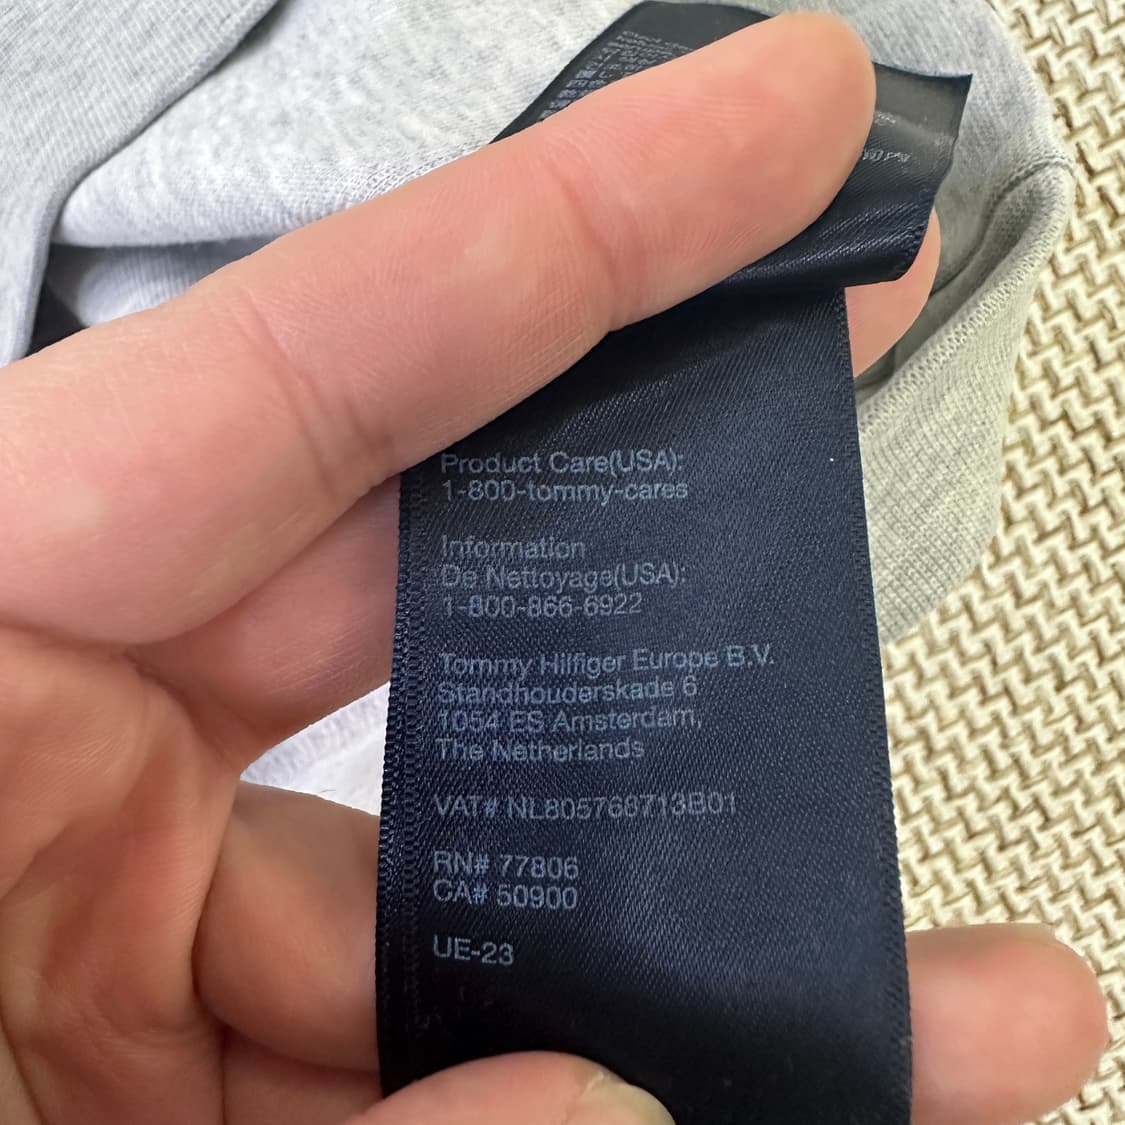 Product Care(USA):
1-800-tommy-cares
Information
De Nettoyage(USA):
1-800-866-6922
Tommy Hilfiger Europe B.V.
Standhouderskade 6
1054 ES Amsterdam,
The Netherlands
VAT# NL805768713B01
RN# 77806
CA# 50900
UE-23